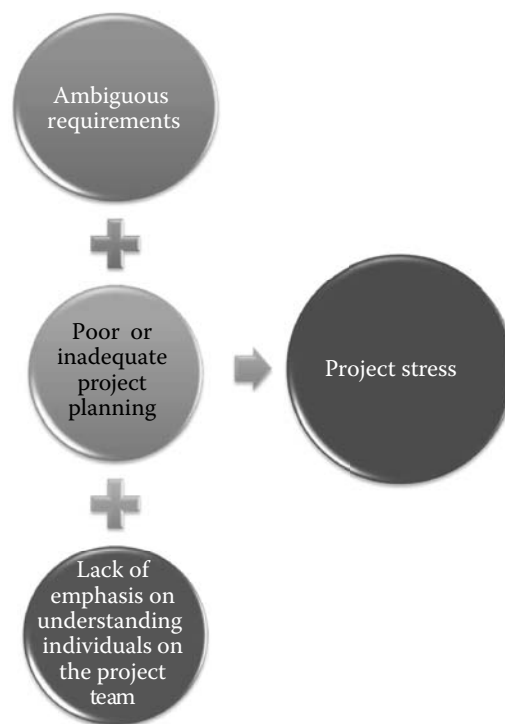 Ambiguous
requirements
Poor or
inadequate
project
planning
Project stress
Lack of
emphasis on
understanding
individuals on
the project
team